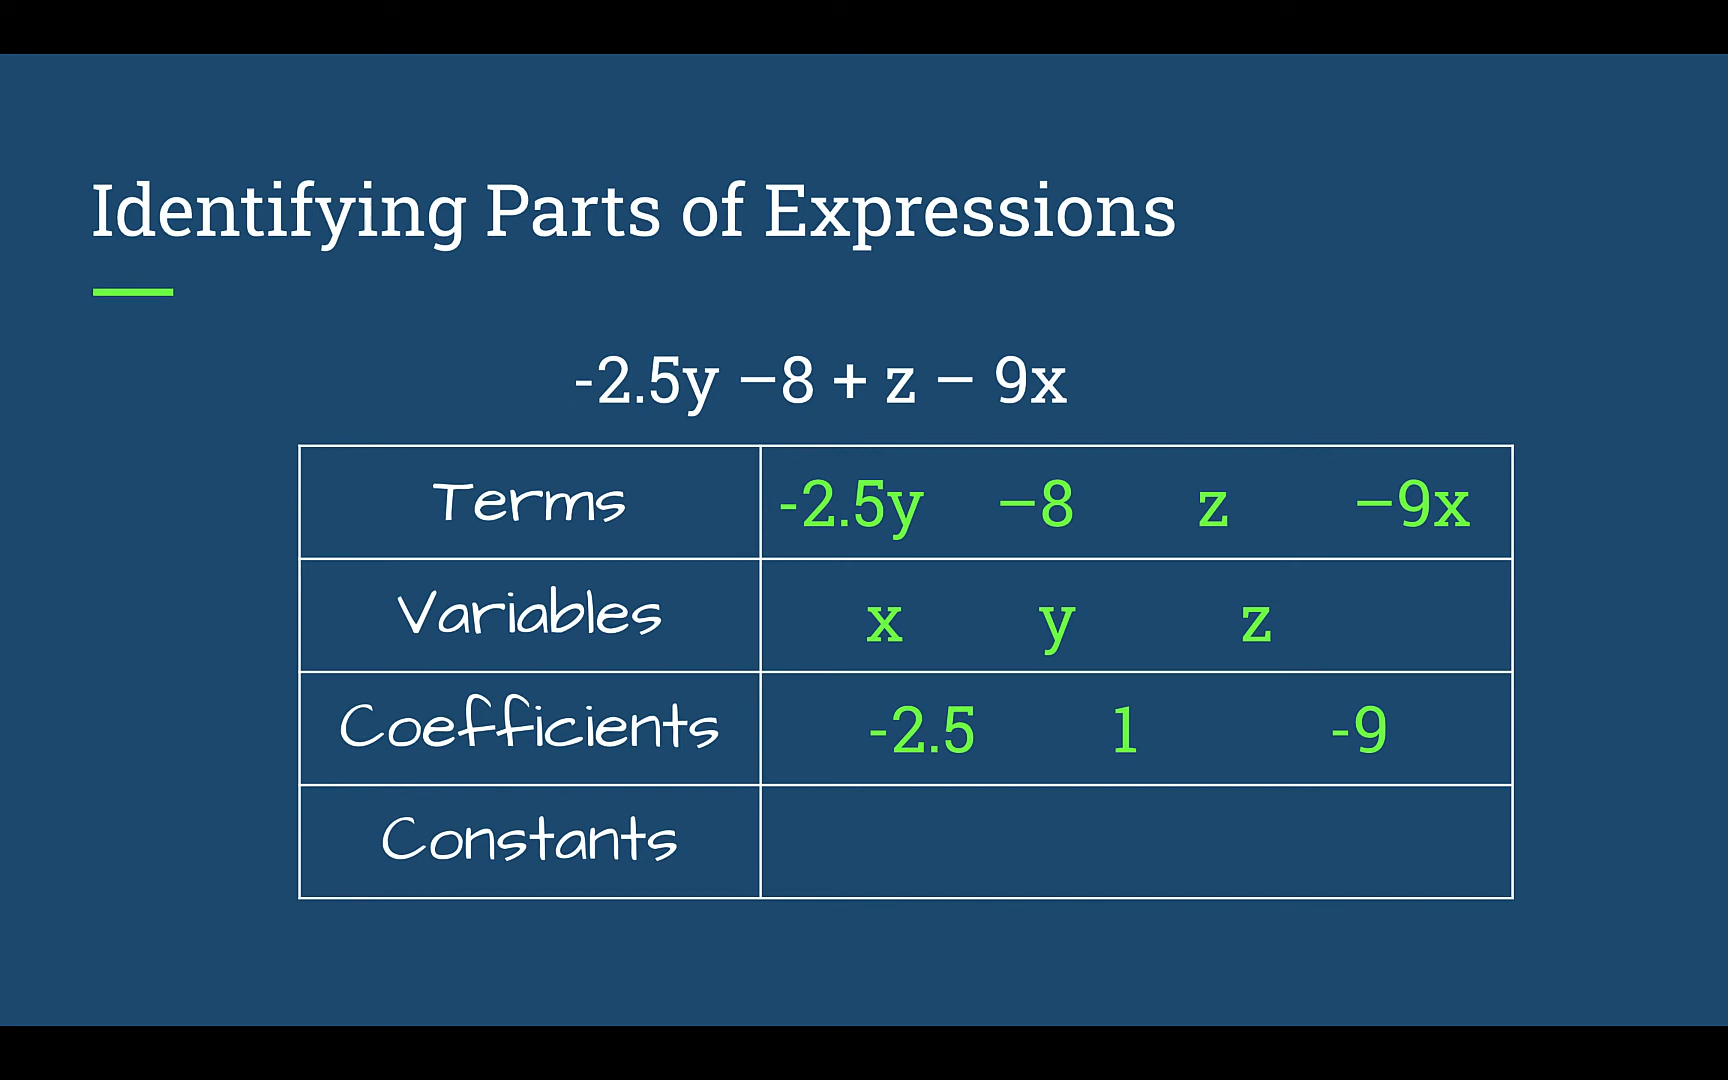 Identifying Parts of Expressions
-2.5y –8 + z – 9x
Terms -2.5y –8 z –9x
Variables x y z
Coefficients -2.5 1 -9
Constants